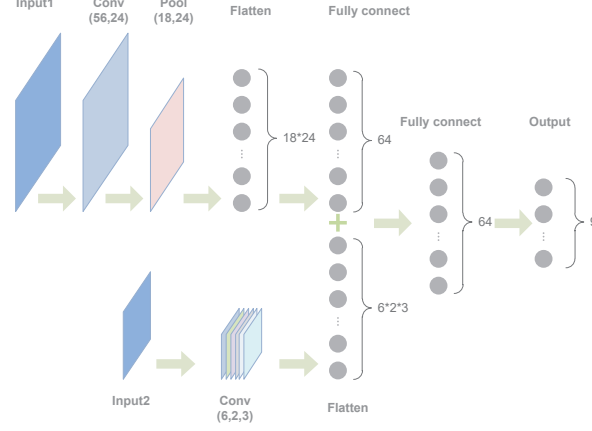 Input1
Conv
(56,24)
Pool
(18,24)
Flatten
Fully connect
18*24
64
Fully connect
Output
64
9
6*2*3
Input2
Conv
(6,2,3)
Flatten